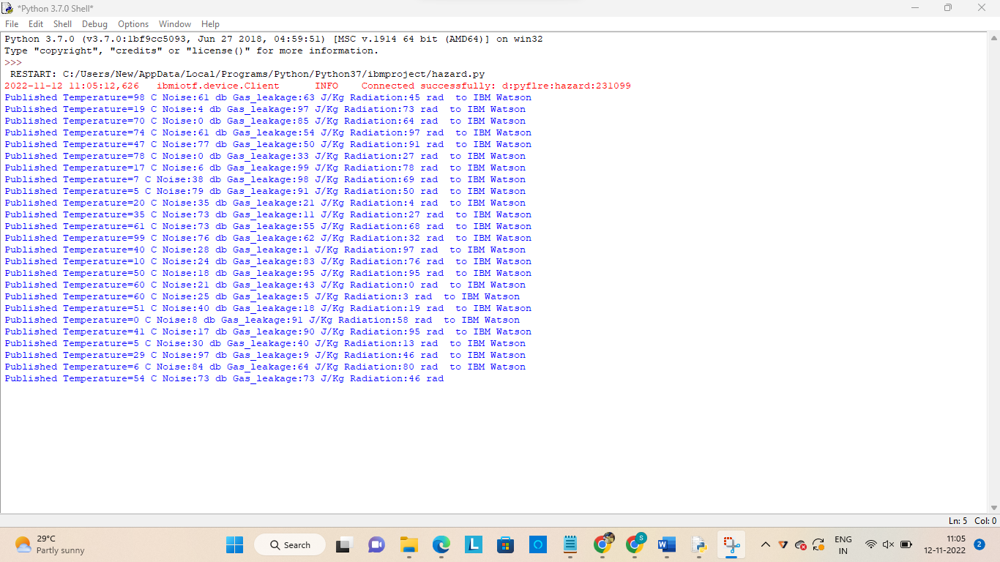 *Python 3.7.0 Shell*
File Edit Shell Debug Options Window Help
Python 3.7.0 (v3.7.0:1bf9cc5093, Jun 27 2018, 04:59:51) [MSC v.1914 64 bit (AMD64)] on win32
Type "copyright", "credits" or "license()" for more information.
>>>
RESTART: C:/Users/New/AppData/Local/Programs/Python/Python37/ibmproject/hazard.py
2022-11-12 11:05:12,626   ibmiotf.device.Client      INFO    Connected successfully: d:pyflre:hazard:231099
Published Temperature=98 C Noise:61 db Gas_leakage:63 J/Kg Radiation:45 rad  to IBM Watson
Published Temperature=19 C Noise:4 db Gas_leakage:97 J/Kg Radiation:73 rad  to IBM Watson
Published Temperature=70 C Noise:0 db Gas_leakage:85 J/Kg Radiation:64 rad  to IBM Watson
Published Temperature=74 C Noise:61 db Gas_leakage:54 J/Kg Radiation:97 rad  to IBM Watson
Published Temperature=47 C Noise:77 db Gas_leakage:50 J/Kg Radiation:91 rad  to IBM Watson
Published Temperature=78 C Noise:0 db Gas_leakage:33 J/Kg Radiation:27 rad  to IBM Watson
Published Temperature=17 C Noise:6 db Gas_leakage:99 J/Kg Radiation:78 rad  to IBM Watson
Published Temperature=7 C Noise:38 db Gas_leakage:98 J/Kg Radiation:69 rad  to IBM Watson
Published Temperature=5 C Noise:79 db Gas_leakage:91 J/Kg Radiation:50 rad  to IBM Watson
Published Temperature=20 C Noise:35 db Gas_leakage:21 J/Kg Radiation:4 rad  to IBM Watson
Published Temperature=35 C Noise:73 db Gas_leakage:11 J/Kg Radiation:27 rad  to IBM Watson
Published Temperature=61 C Noise:73 db Gas_leakage:55 J/Kg Radiation:68 rad  to IBM Watson
Published Temperature=99 C Noise:76 db Gas_leakage:62 J/Kg Radiation:32 rad  to IBM Watson
Published Temperature=40 C Noise:28 db Gas_leakage:1 J/Kg Radiation:97 rad  to IBM Watson
Published Temperature=10 C Noise:24 db Gas_leakage:83 J/Kg Radiation:76 rad  to IBM Watson
Published Temperature=50 C Noise:18 db Gas_leakage:95 J/Kg Radiation:95 rad  to IBM Watson
Published Temperature=60 C Noise:21 db Gas_leakage:43 J/Kg Radiation:0 rad  to IBM Watson
Published Temperature=60 C Noise:25 db Gas_leakage:5 J/Kg Radiation:3 rad  to IBM Watson
Published Temperature=51 C Noise:40 db Gas_leakage:18 J/Kg Radiation:19 rad  to IBM Watson
Published Temperature=0 C Noise:8 db Gas_leakage:91 J/Kg Radiation:58 rad  to IBM Watson
Published Temperature=41 C Noise:17 db Gas_leakage:90 J/Kg Radiation:95 rad  to IBM Watson
Published Temperature=5 C Noise:30 db Gas_leakage:40 J/Kg Radiation:13 rad  to IBM Watson
Published Temperature=29 C Noise:97 db Gas_leakage:9 J/Kg Radiation:46 rad  to IBM Watson
Published Temperature=6 C Noise:84 db Gas_leakage:64 J/Kg Radiation:80 rad  to IBM Watson
Published Temperature=54 C Noise:73 db Gas_leakage:73 J/Kg Radiation:46 rad
Ln: 5 Col: 0
29°C
Partly sunny
Search
L
O
S
W
ENG
IN
11:05
12-11-2022
2